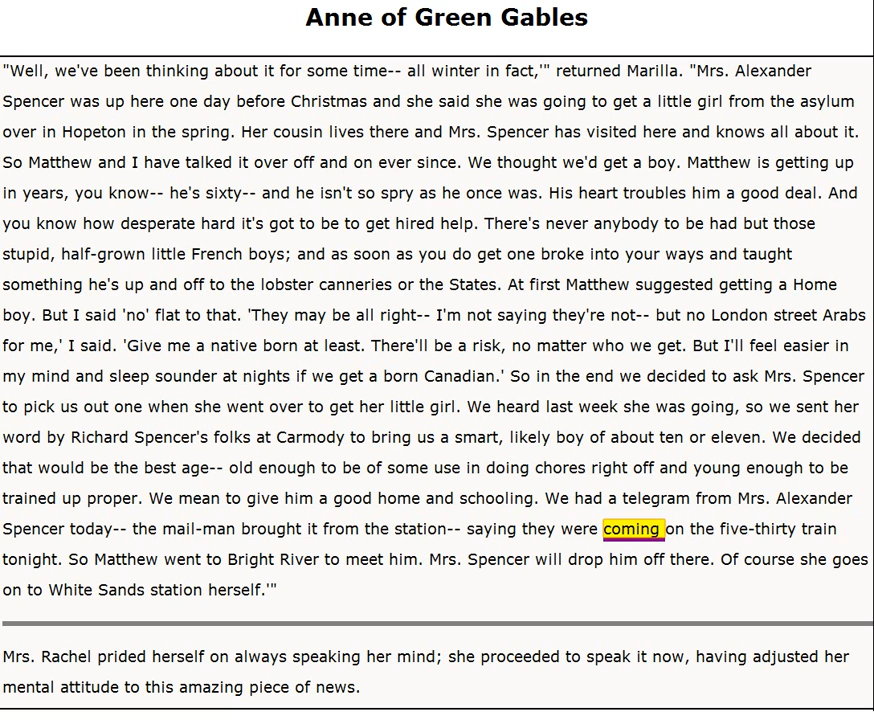 Anne of Green Gables
"Well, we've been thinking about it for some time-- all winter in fact,'" returned Marilla. "Mrs. Alexander
Spencer was up here one day before Christmas and she said she was going to get a little girl from the asylum
over in Hopeton in the spring. Her cousin lives there and Mrs. Spencer has visited here and knows all about it.
So Matthew and I have talked it over off and on ever since. We thought we'd get a boy. Matthew is getting up
in years, you know-- he's sixty-- and he isn't so spry as he once was. His heart troubles him a good deal. And
you know how desperate hard it's got to be to get hired help. There's never anybody to be had but those
stupid, half-grown little French boys; and as soon as you do get one broke into your ways and taught
something he's up and off to the lobster canneries or the States. At first Matthew suggested getting a Home
boy. But I said 'no' flat to that. 'They may be all right-- I'm not saying they're not-- but no London street Arabs
for me,' I said. 'Give me a native born at least. There'll be a risk, no matter who we get. But I'll feel easier in
my mind and sleep sounder at nights if we get a born Canadian.' So in the end we decided to ask Mrs. Spencer
to pick us out one when she went over to get her little girl. We heard last week she was going, so we sent her
word by Richard Spencer's folks at Carmody to bring us a smart, likely boy of about ten or eleven. We decided
that would be the best age-- old enough to be of some use in doing chores right off and young enough to be
trained up proper. We mean to give him a good home and schooling. We had a telegram from Mrs. Alexander
Spencer today-- the mail-man brought it from the station-- saying they were coming on the five-thirty train
tonight. So Matthew went to Bright River to meet him. Mrs. Spencer will drop him off there. Of course she goes
on to White Sands station herself.'"
Mrs. Rachel prided herself on always speaking her mind; she proceeded to speak it now, having adjusted her
mental attitude to this amazing piece of news.